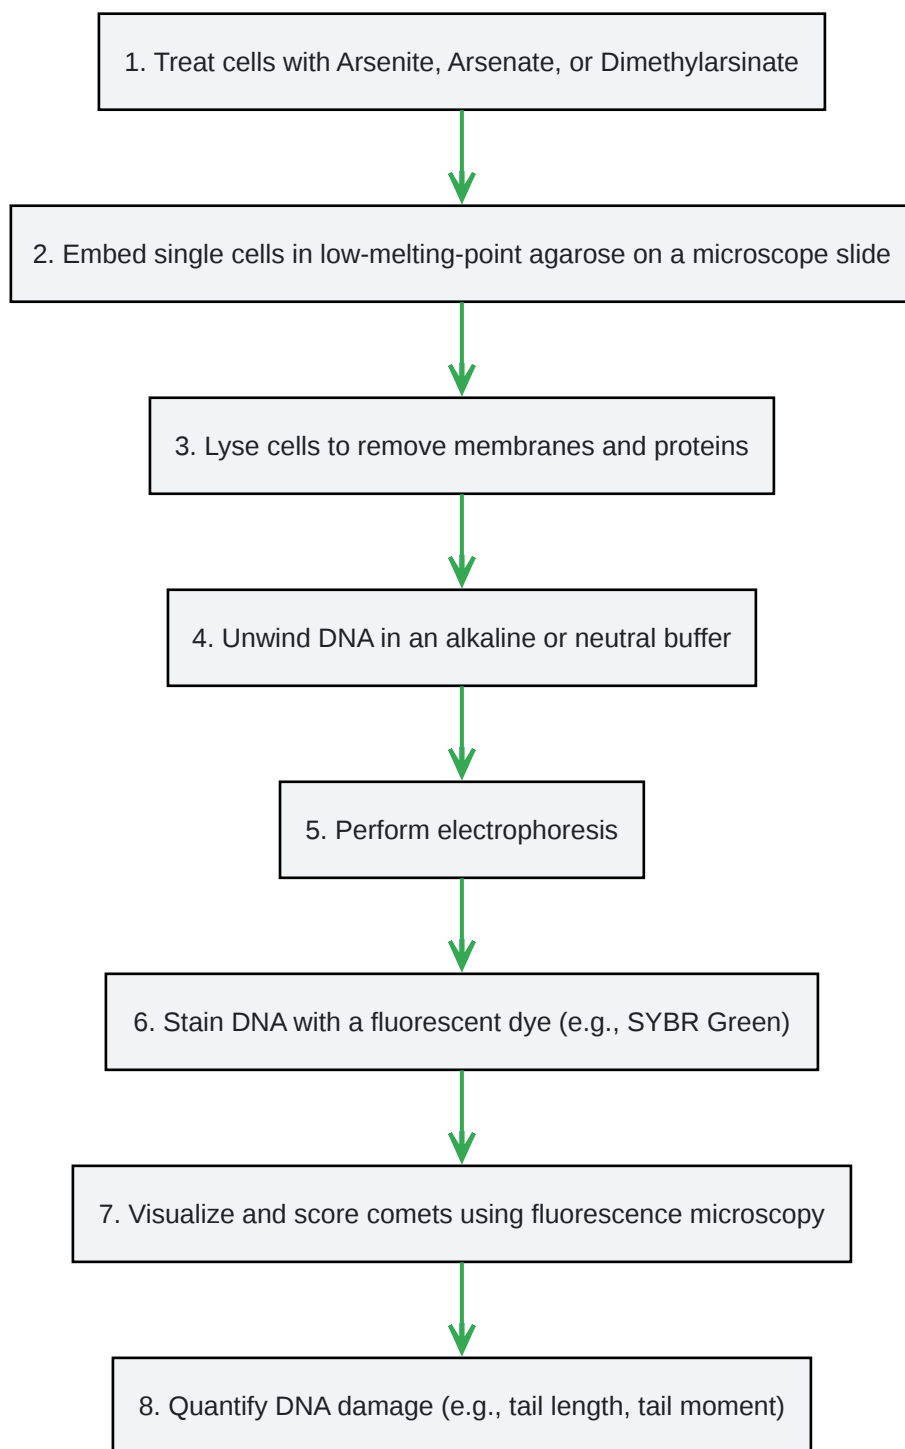 1. Treat cells with Arsenite, Arsenate, or Dimethylarsinate
2. Embed single cells in low-melting-point agarose on a microscope slide
3. Lyse cells to remove membranes and proteins
4. Unwind DNA in an alkaline or neutral buffer
5. Perform electrophoresis
6. Stain DNA with a fluorescent dye (e.g., SYBR Green)
7. Visualize and score comets using fluorescence microscopy
8. Quantify DNA damage (e.g., tail length, tail moment)